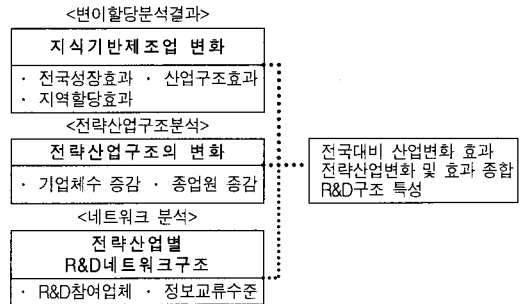 <변이할당분석결과>
지식기반제조업 변화
· 전국성장효과 · 산업구조효과
· 지역할당효과
<전략산업구조분석>
전략산업구조의 변화
· 기업체수 증감 · 종업원 증감
<네트워크 분석>
전략산업별
R&D네트워크구조
· R&D참여업체 · 정보교류수준
전국대비 산업변화 효과
전략산업변화 및 효과 종합
R&D구조 특성